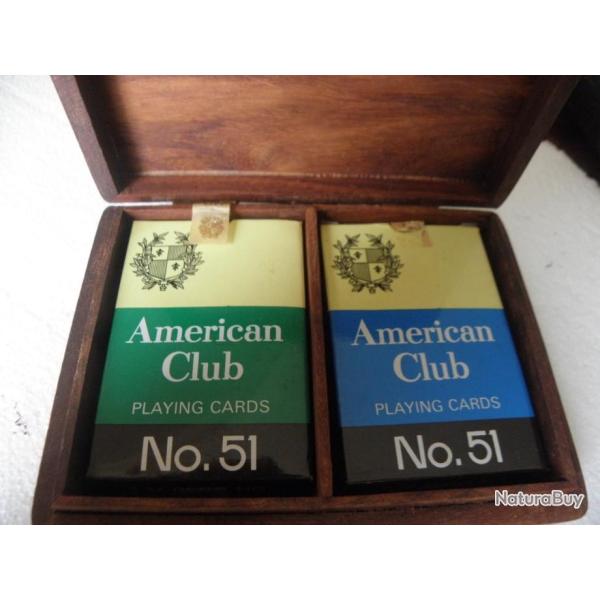 American
Club
PLAYING CARDS
No. 51
American
Club
PLAYING CARDS
No. 51
NaturaBuy